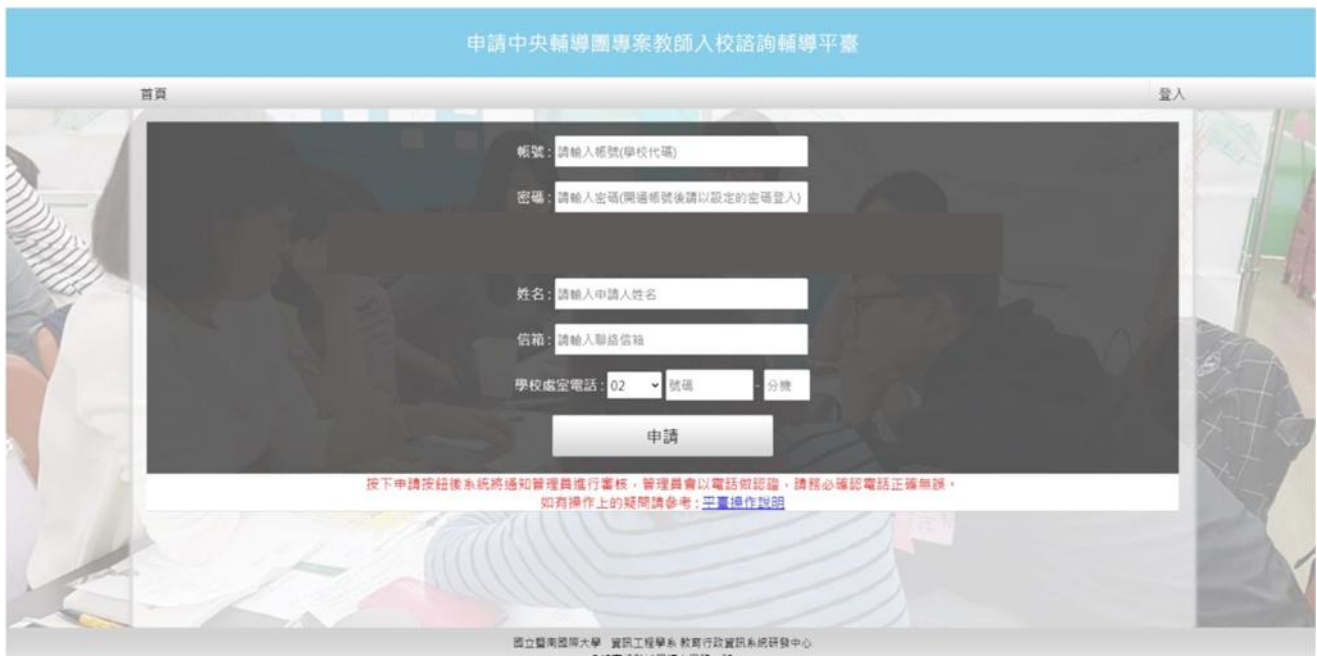 申請中央輔導團專案教師入校諮詢輔導平臺
首頁
登入
帳號：請輸入帳號(學校代碼)
密碼：請輸入密碼(開通帳號後請以設定的密碼登入)
姓名：請輸入申請人姓名
信箱：請輸入聯絡信箱
學校處室電話：02 號碼 - 分機
申請
按下申請按鈕後系統將通知管理員進行審核，管理員會以電話做認證，請務必確認電話正確無誤。
如有操作上的疑問請參考：平臺操作說明
國立暨南國際大學 資訊工程學系 教育行政資訊系統研發中心